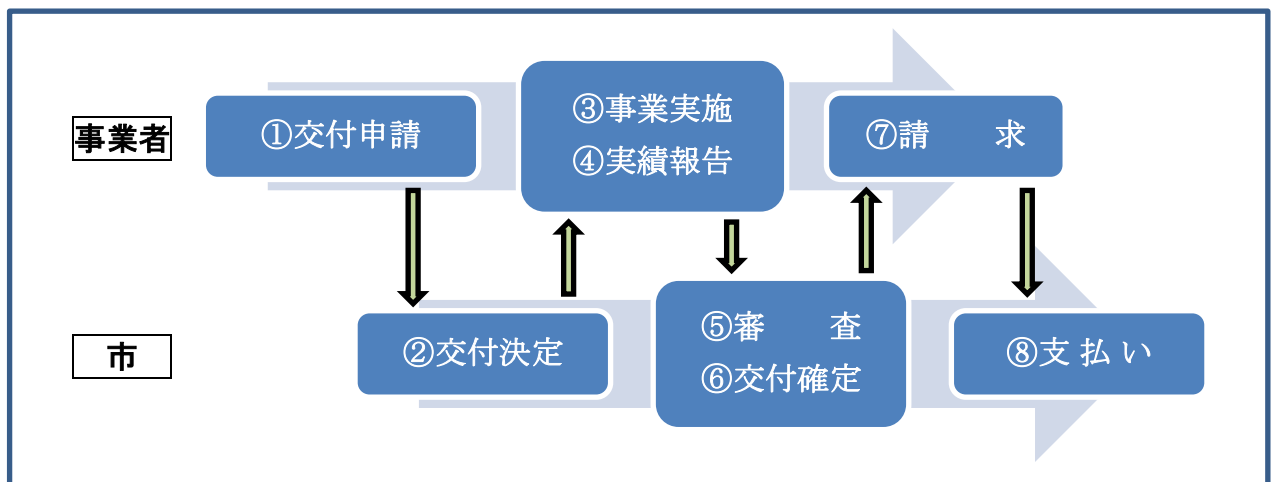 事業者
①交付申請
③事業実施
④実績報告
⑦請　　求
市
②交付決定
⑤審　　査
⑥交付確定
⑧支 払 い